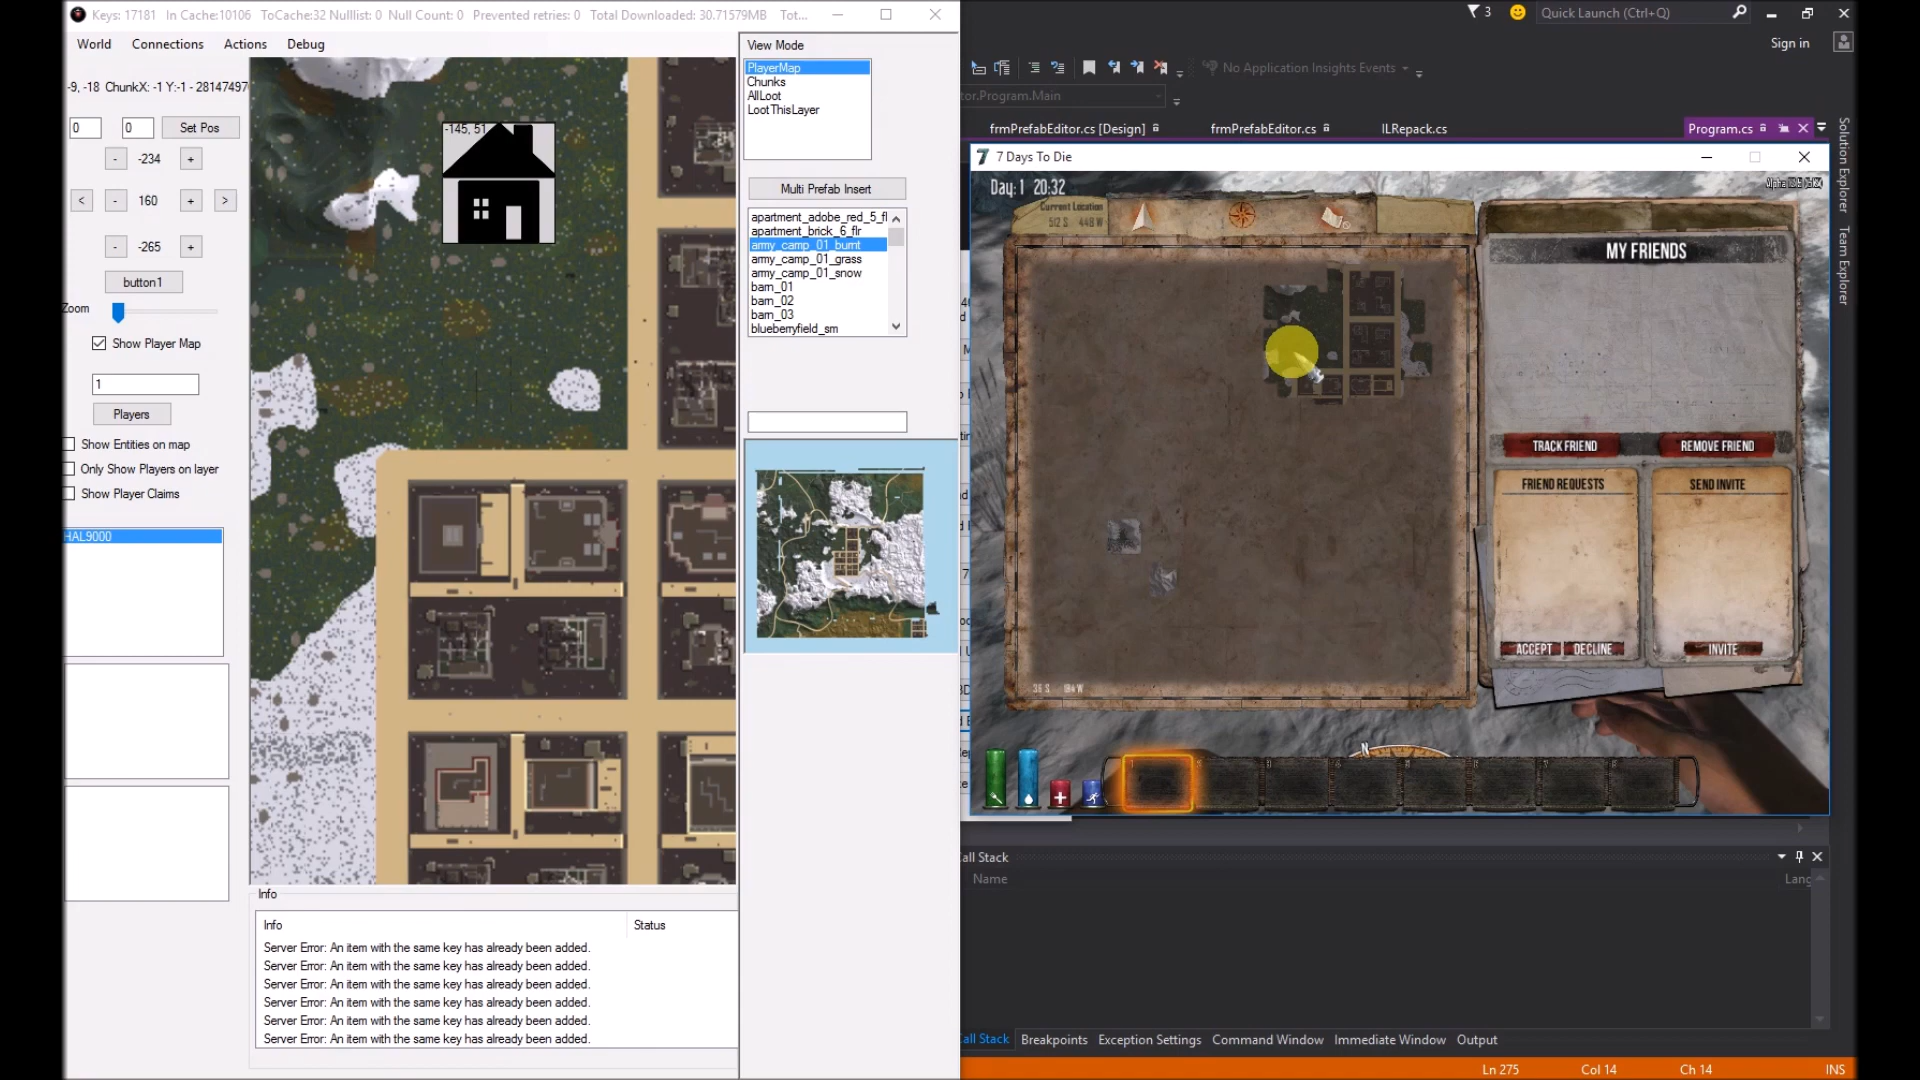 Keys: 17181 In Cache:10106 ToCache:32 Nulllist: 0 Null Count: 0 Prevented retries: 0 Total Downloaded: 30.71579MB Tot...
World Connections Actions Debug
-9, -18 ChunkX: -1 Y:-1 - 28147497
0 0 Set Pos
- -234 +
< - 160 + >
- -265 +
button1
Zoom
Show Player Map
1
Players
Show Entities on map
Only Show Players on layer
Show Player Claims
HAL9000
-145, 51
View Mode
PlayerMap
Chunks
AllLoot
LootThisLayer
Multi Prefab Insert
apartment_adobe_red_5_fl
apartment_brick_6_flr
army_camp_01_burnt
army_camp_01_grass
army_camp_01_snow
barn_01
barn_02
barn_03
blueberryfield_sm
Info
Info Status
Server Error: An item with the same key has already been added.
Server Error: An item with the same key has already been added.
Server Error: An item with the same key has already been added.
Server Error: An item with the same key has already been added.
Server Error: An item with the same key has already been added.
Server Error: An item with the same key has already been added.
3 Quick Launch (Ctrl+Q)
Sign in
No Application Insights Events
tor.Program.Main
frmPrefabEditor.cs [Design] frmPrefabEditor.cs ILRepack.cs Program.cs
Solution Explorer
Team Explorer
7 Days To Die
Day: 1 20:32
Current Location
512 S 448 W
MY FRIENDS
TRACK FRIEND REMOVE FRIEND
FRIEND REQUESTS SEND INVITE
ACCEPT DECLINE INVITE
N
Call Stack
Name Lang
Call Stack Breakpoints Exception Settings Command Window Immediate Window Output
Ln 275 Col 14 Ch 14 INS